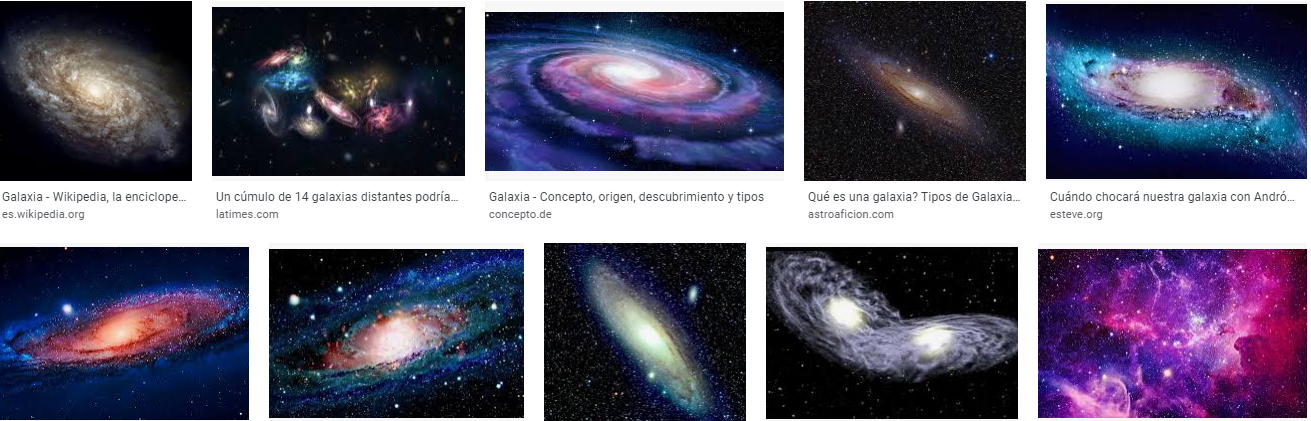 Galaxia - Wikipedia, la enciclope...
es.wikipedia.org
Un cúmulo de 14 galaxias distantes podría...
latimes.com
Galaxia - Concepto, origen, descubrimiento y tipos
concepto.de
Qué es una galaxia? Tipos de Galaxia...
astroaficion.com
Cuándo chocará nuestra galaxia con Andró...
esteve.org